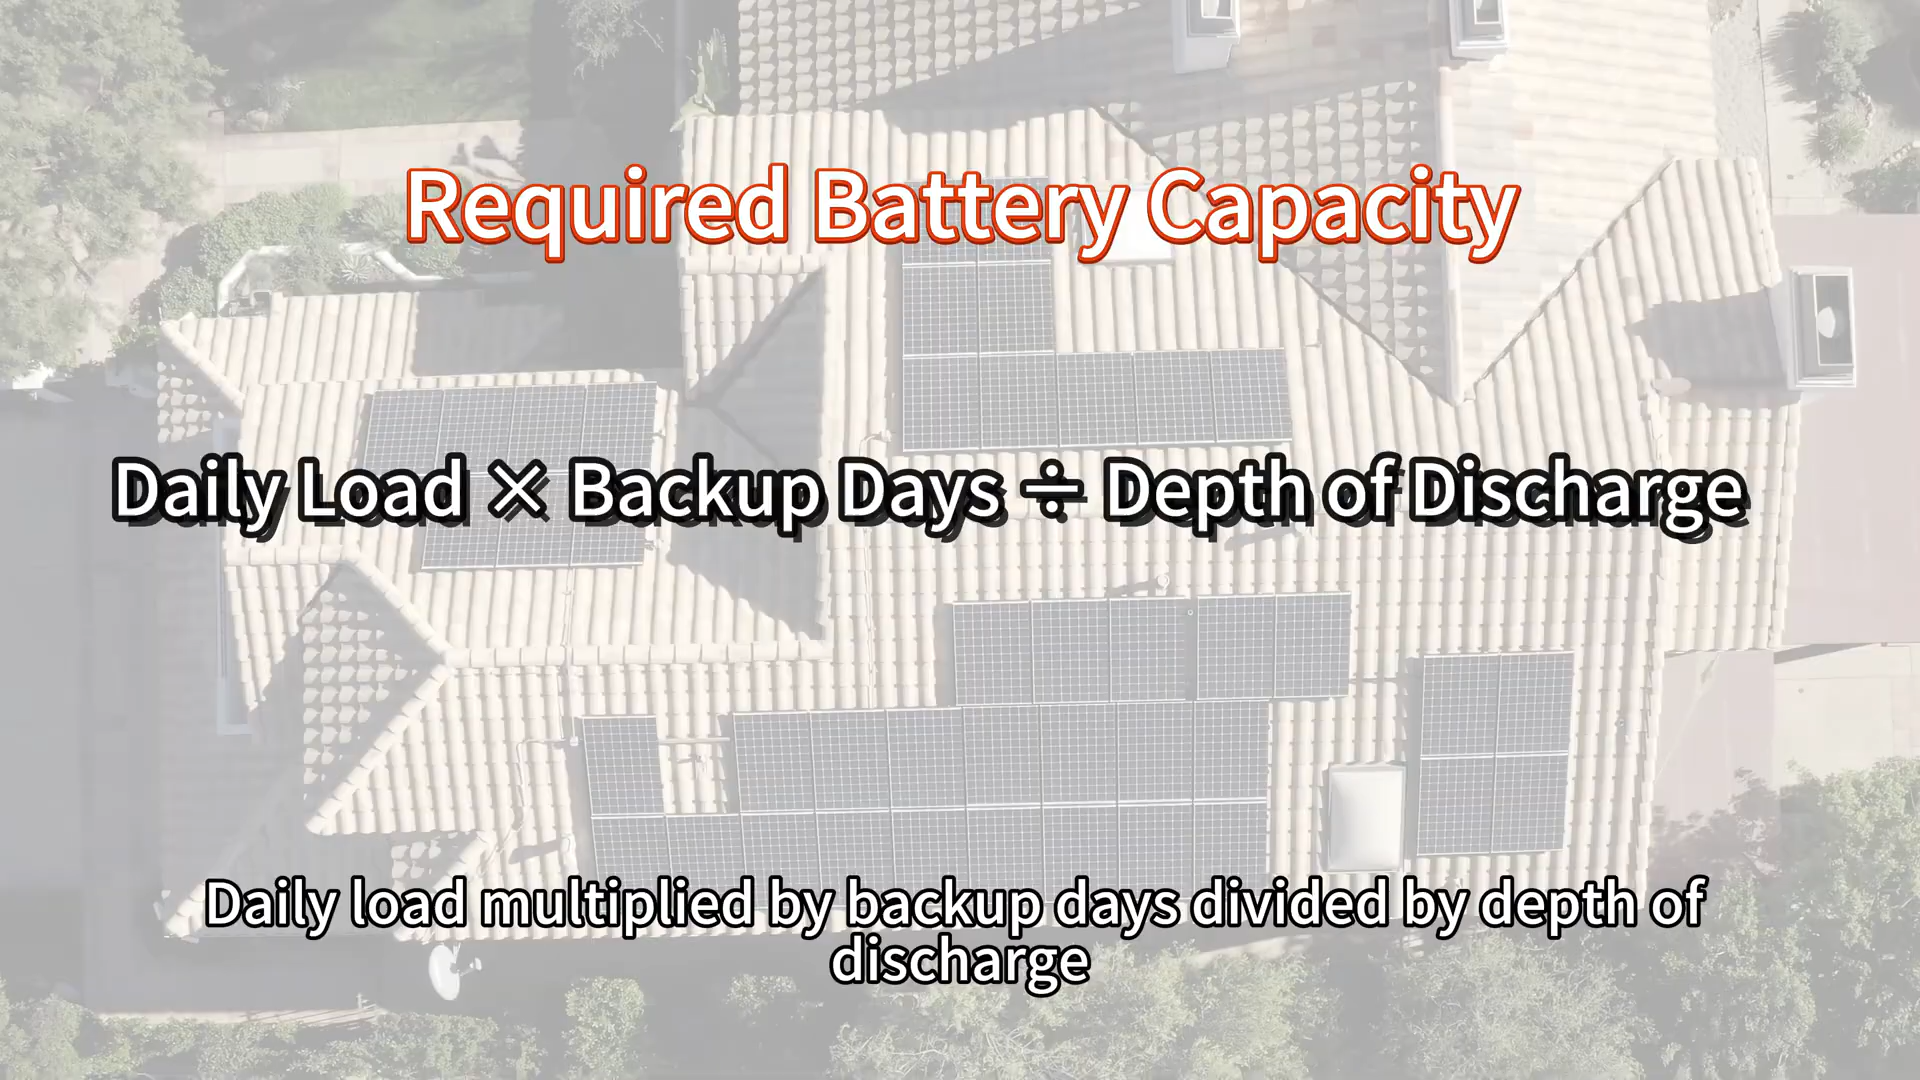 Required Battery Capacity
Daily Load × Backup Days ÷ Depth of Discharge
Daily load multiplied by backup days divided by depth of
discharge